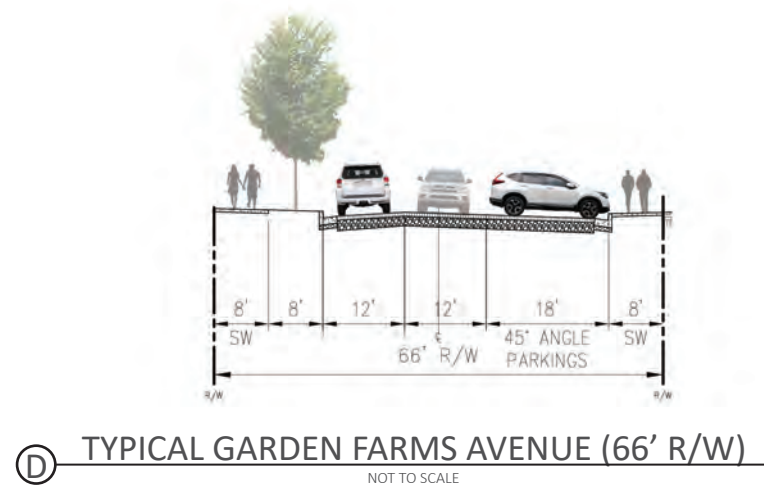 8' 8' 12' 12' 18' 8'
SW ℄ 45° ANGLE SW
66' R/W PARKINGS
R/W R/W
D TYPICAL GARDEN FARMS AVENUE (66' R/W)
NOT TO SCALE